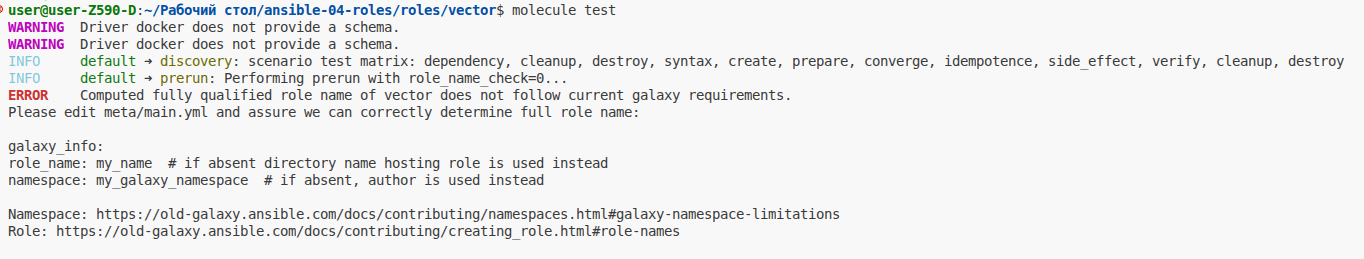 user@user-Z590-D:~/Рабочий стол/ansible-04-roles/roles/vector$ molecule test
WARNING  Driver docker does not provide a schema.
WARNING  Driver docker does not provide a schema.
INFO     default ➜ discovery: scenario test matrix: dependency, cleanup, destroy, syntax, create, prepare, converge, idempotence, side_effect, verify, cleanup, destroy
INFO     default ➜ prerun: Performing prerun with role_name_check=0...
ERROR    Computed fully qualified role name of vector does not follow current galaxy requirements.
Please edit meta/main.yml and assure we can correctly determine full role name:

galaxy_info:
role_name: my_name  # if absent directory name hosting role is used instead
namespace: my_galaxy_namespace  # if absent, author is used instead

Namespace: https://old-galaxy.ansible.com/docs/contributing/namespaces.html#galaxy-namespace-limitations
Role: https://old-galaxy.ansible.com/docs/contributing/creating_role.html#role-names